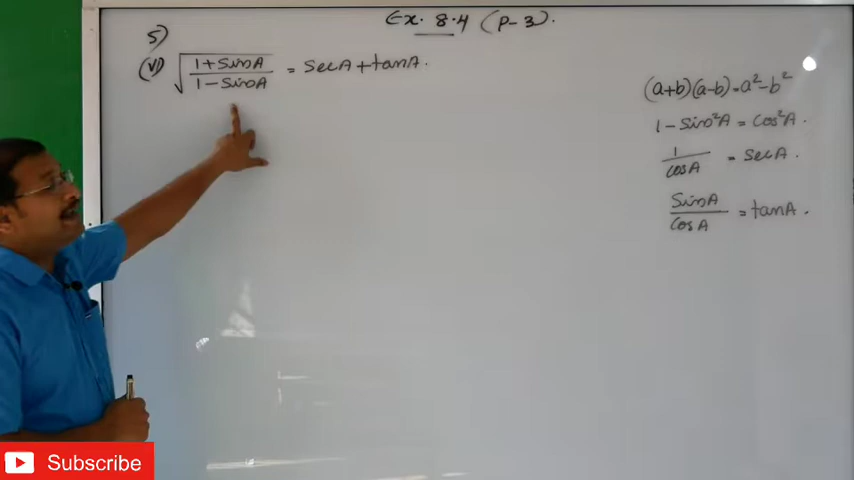 Ex. 8.4 (P-3).
5)
(vi) √(1+SinA / 1-SinA) = SecA + tanA.
(a+b)(a-b) = a²-b²
1-Sin²A = Cos²A.
1/CosA = SecA.
SinA/CosA = tanA.
Subscribe